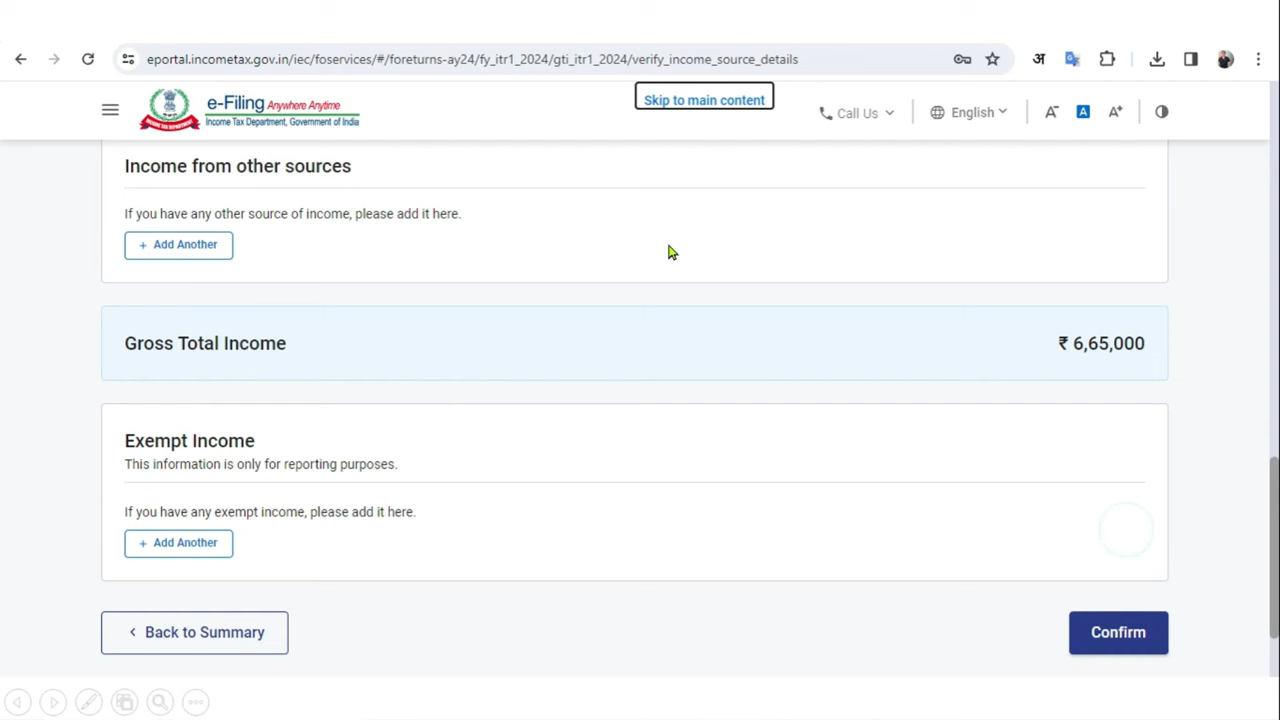 eportal.incometax.gov.in/iec/foservices/#/foreturns-ay24/fy_itr1_2024/gti_itr1_2024/verify_income_source_details
अ
e-Filing Anywhere Anytime
Income Tax Department, Government of India
Skip to main content
Call Us
English
A-
A
A+
Income from other sources
If you have any other source of income, please add it here.
+ Add Another
Gross Total Income
₹ 6,65,000
Exempt Income
This information is only for reporting purposes.
If you have any exempt income, please add it here.
+ Add Another
Back to Summary
Confirm